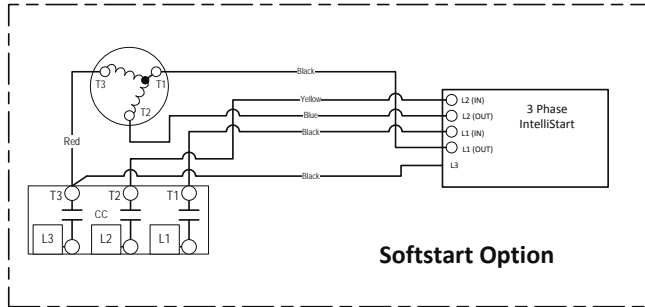 Black
T3
T1
Yellow
L2 (IN)
3 Phase
IntelliStart
T2
Blue
L2 (OUT)
Black
L1 (IN)
Red
L1 (OUT)
Black
L3
T3
T2
T1
CC
L3
L2
L1
Softstart Option